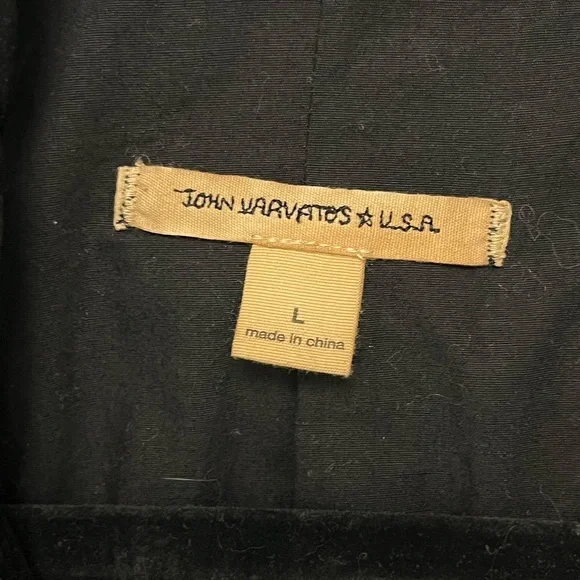 JOHN VARVATOS ☆ U.S.A.
L
made in china